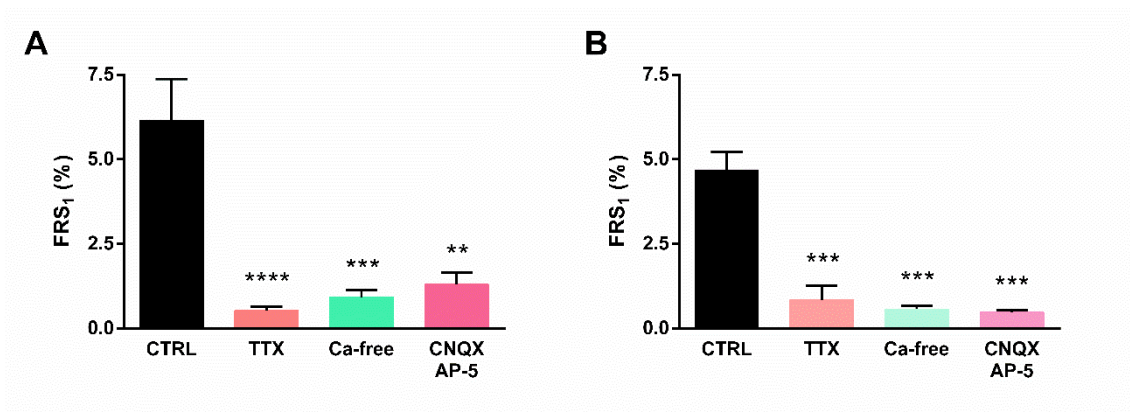 A
FRS1 (%)
7.5
5.0
2.5
0.0
****
***
**
CTRL
TTX
Ca-free
CNQX
AP-5
B
FRS1 (%)
7.5
5.0
2.5
0.0
***
***
***
CTRL
TTX
Ca-free
CNQX
AP-5